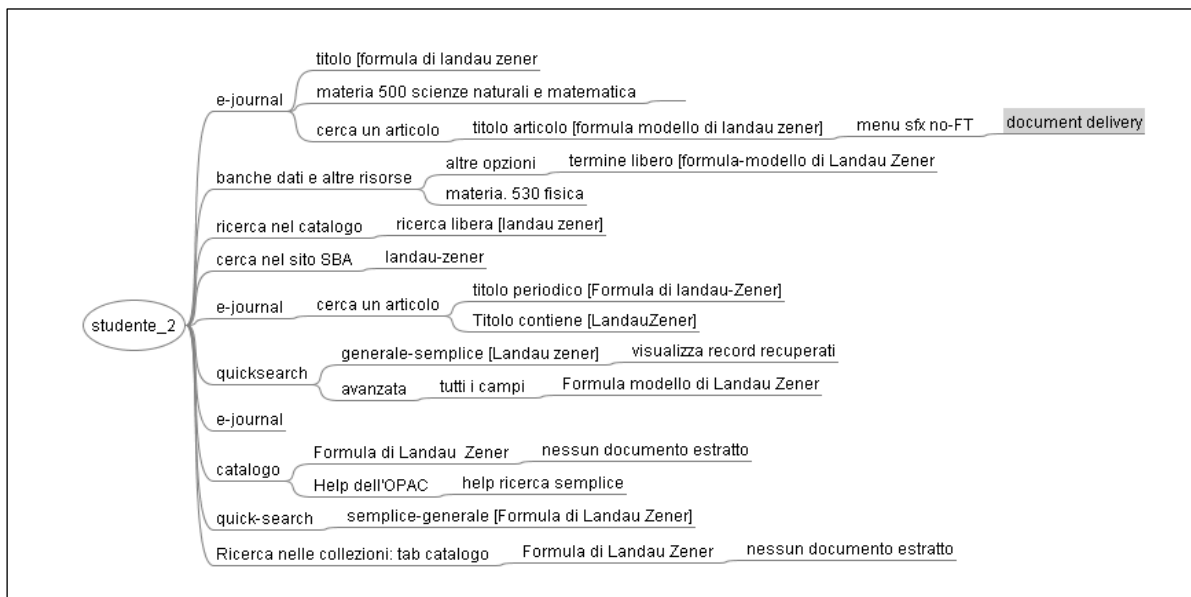 titolo [formula di landau zener
e-journal
materia 500 scienze naturali e matematica
cerca un articolo titolo articolo [formula modello di landau zener] menu sfx no-FT document delivery
banche dati e altre risorse
altre opzioni termine libero [formula-modello di Landau Zener
materia. 530 fisica
ricerca nel catalogo ricerca libera [landau zener]
cerca nel sito SBA landau-zener
studente_2
e-journal cerca un articolo
titolo periodico [Formula di landau-Zener]
Titolo contiene [LandauZener]
quicksearch
generale-semplice [Landau zener] visualizza record recuperati
avanzata tutti i campi Formula modello di Landau Zener
e-journal
catalogo
Formula di Landau Zener nessun documento estratto
Help dell'OPAC help ricerca semplice
quick-search semplice-generale [Formula di Landau Zener]
Ricerca nelle collezioni: tab catalogo Formula di Landau Zener nessun documento estratto